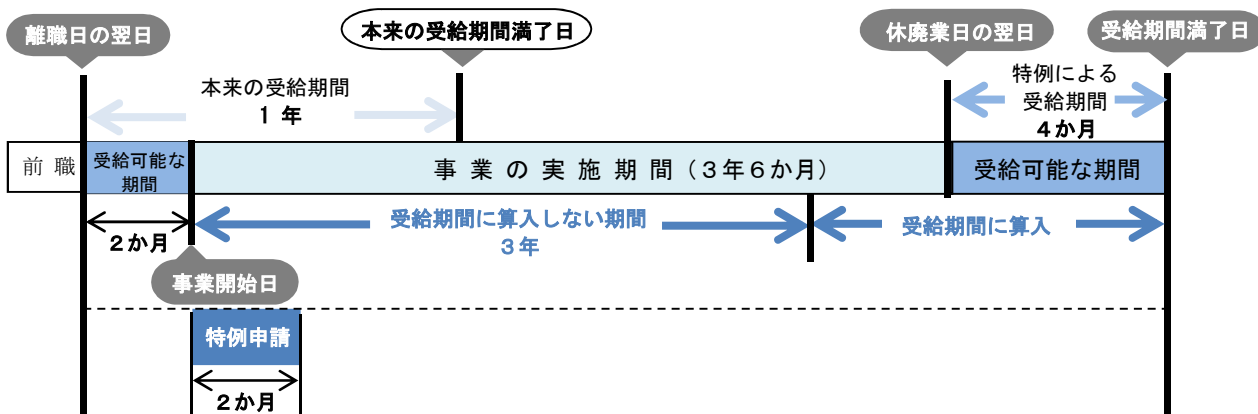 離職日の翌日
本来の受給期間満了日
休廃業日の翌日
受給期間満了日
本来の受給期間
１年
特例による
受給期間
４か月
前職
受給可能な
期間
事業の実施期間（３年６か月）
受給可能な期間
２か月
受給期間に算入しない期間
３年
受給期間に算入
事業開始日
特例申請
２か月